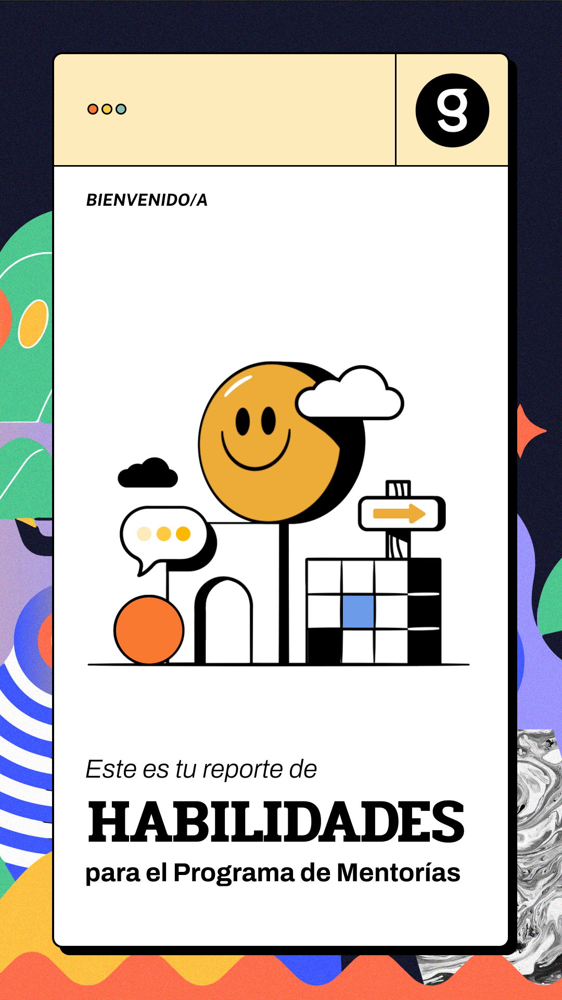 g
BIENVENIDO/A
Este es tu reporte de
HABILIDADES
para el Programa de Mentorías